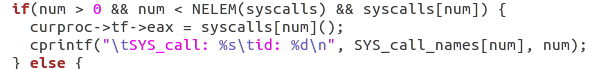 if(num > 0 && num < NELEM(syscalls) && syscalls[num]) {
curproc->tf->eax = syscalls[num]();
cprintf("\tSYS_call: %s\tid: %d\n", SYS_call_names[num], num);
} else {